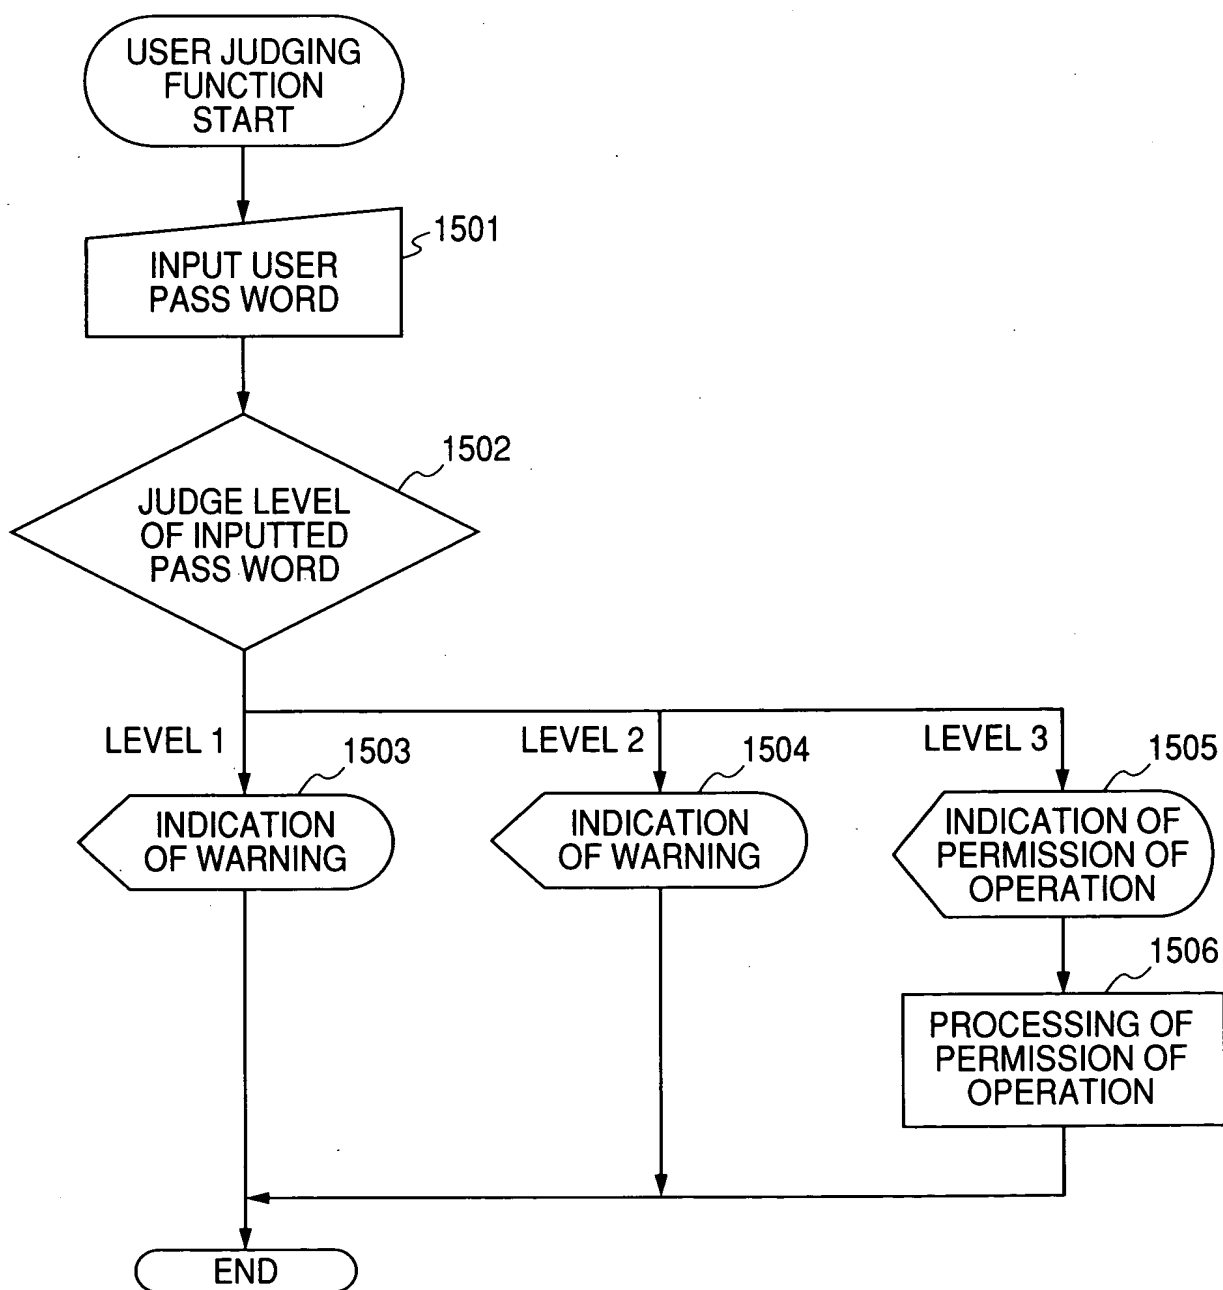 USER JUDGING
FUNCTION
START
1501
INPUT USER
PASS WORD
1502
JUDGE LEVEL
OF INPUTTED
PASS WORD
LEVEL 1
1503
INDICATION
OF WARNING
LEVEL 2
1504
INDICATION
OF WARNING
LEVEL 3
1505
INDICATION OF
PERMISSION OF
OPERATION
1506
PROCESSING OF
PERMISSION OF
OPERATION
END